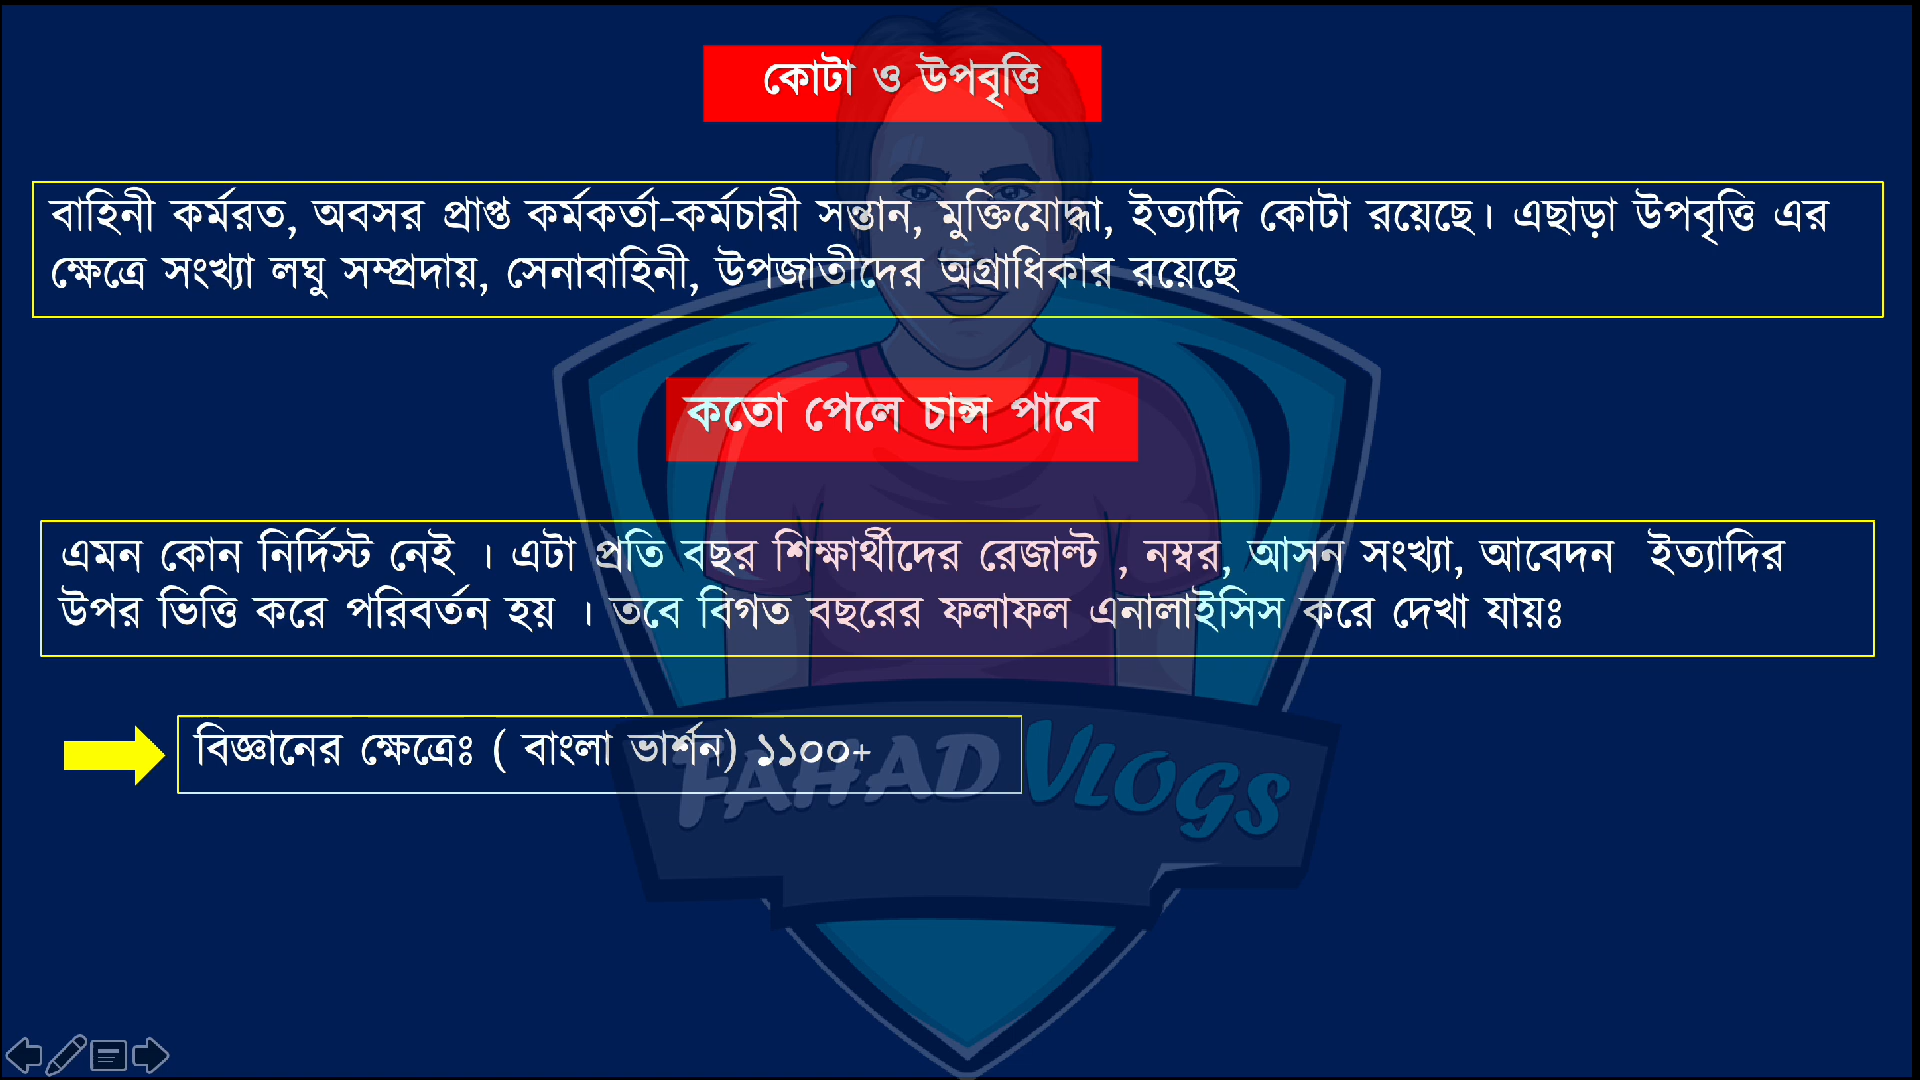 কোটা ও উপবৃত্তি
বাহিনী কর্মরত, অবসর প্রাপ্ত কর্মকর্তা-কর্মচারী সন্তান, মুক্তিযোদ্ধা, ইত্যাদি কোটা রয়েছে। এছাড়া উপবৃত্তি এর
ক্ষেত্রে সংখ্যা লঘু সম্প্রদায়, সেনাবাহিনী, উপজাতীদের অগ্রাধিকার রয়েছে
কতো পেলে চান্স পাবে
এমন কোন নির্দিস্ট নেই । এটা প্রতি বছর শিক্ষার্থীদের রেজাল্ট , নম্বর, আসন সংখ্যা, আবেদন ইত্যাদির
উপর ভিত্তি করে পরিবর্তন হয় । তবে বিগত বছরের ফলাফল এনালাইসিস করে দেখা যায়ঃ
বিজ্ঞানের ক্ষেত্রেঃ ( বাংলা ভার্শন) ১১০০+
FAHAD VLOGS